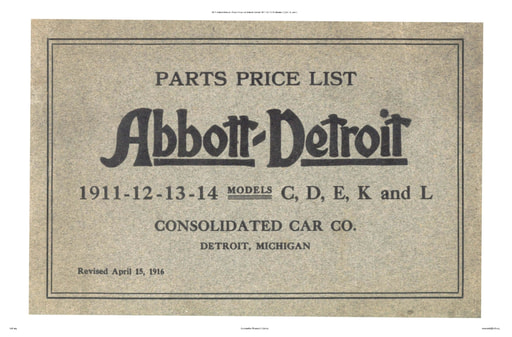 PARTS PRICE LIST
Abbott-Detroit
1911-12-13-14 MODELS C, D, E, K and L
CONSOLIDATED CAR CO.
DETROIT, MICHIGAN
Revised April 15, 1916